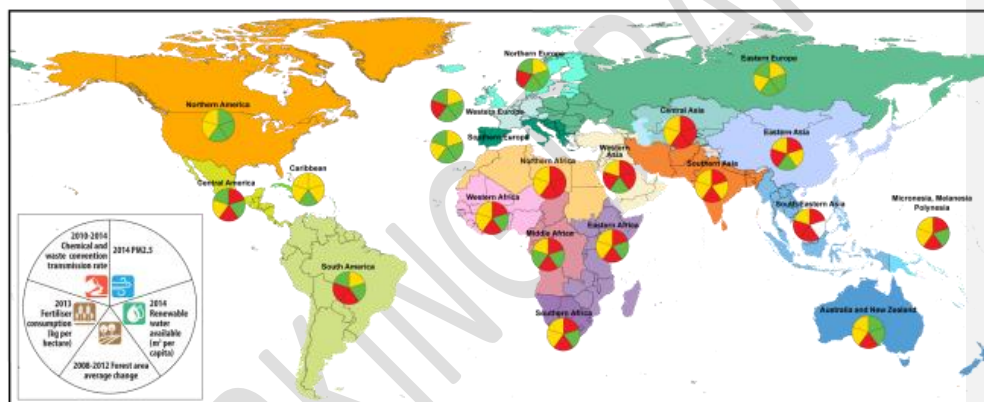 Northern Europe
Eastern Europe
Northern America
Western Europe
Central Asia
Eastern Asia
Southern Europe
Western
Asia
Northern Africa
Southern Asia
Caribbean
Central America
Western Africa
South Eastern Asia
Micronesia, Melanesia
Polynesia
Middle Africa
Eastern Africa
South America
Southern Africa
Australia and New Zealand
2010-2014
Chemical and
waste convention
transmission rate
2014 PM2.5
2013
Fertiliser
consumption
(kg per
hectare)
2014
Renewable
water
available
(m³ per
capita)
2008-2012 Forest area
average change